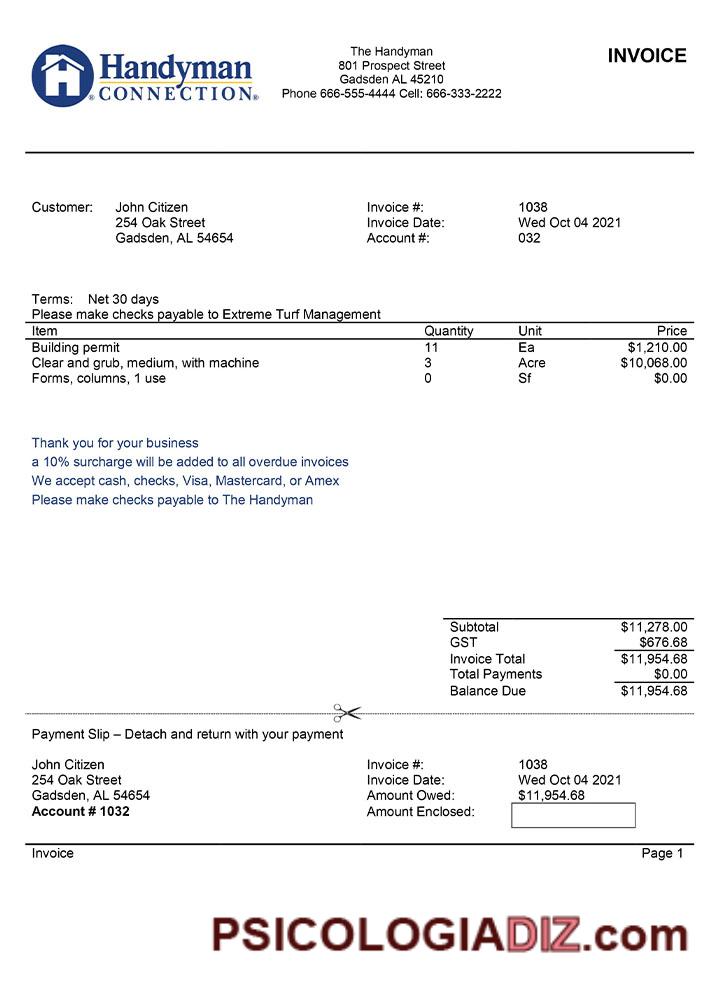 Handyman
CONNECTION®
The Handyman
801 Prospect Street
Gadsden AL 45210
Phone 666-555-4444 Cell: 666-333-2222
INVOICE
Customer: John Citizen
254 Oak Street
Gadsden, AL 54654
Invoice #: 1038
Invoice Date: Wed Oct 04 2021
Account #: 032
Terms: Net 30 days
Please make checks payable to Extreme Turf Management
Item Quantity Unit Price
Building permit 11 Ea $1,210.00
Clear and grub, medium, with machine 3 Acre $10,068.00
Forms, columns, 1 use 0 Sf $0.00
Thank you for your business
a 10% surcharge will be added to all overdue invoices
We accept cash, checks, Visa, Mastercard, or Amex
Please make checks payable to The Handyman
Subtotal $11,278.00
GST $676.68
Invoice Total $11,954.68
Total Payments $0.00
Balance Due $11,954.68
Payment Slip – Detach and return with your payment
John Citizen
254 Oak Street
Gadsden, AL 54654
Account # 1032
Invoice #: 1038
Invoice Date: Wed Oct 04 2021
Amount Owed: $11,954.68
Amount Enclosed:
Invoice Page 1
PSICOLOGIADIZ.com